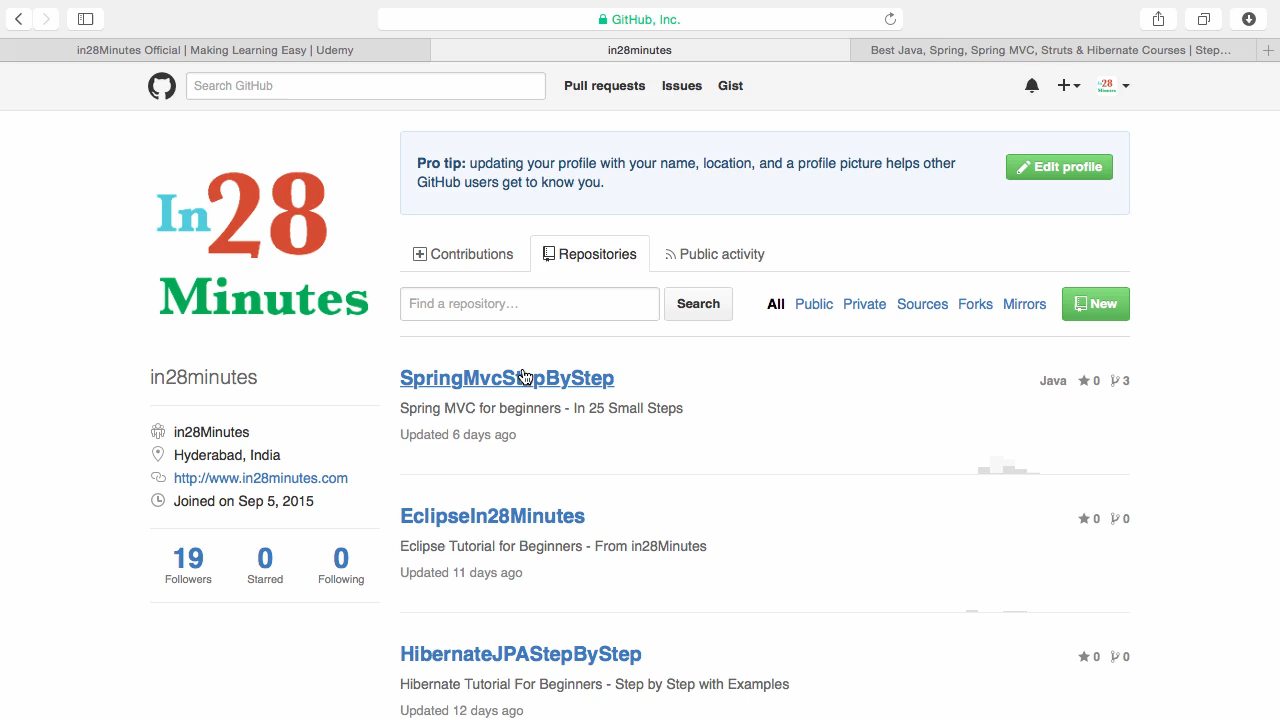 GitHub, Inc.
in28Minutes Official | Making Learning Easy | Udemy
in28minutes
Best Java, Spring, Spring MVC, Struts & Hibernate Courses | Step...
Search GitHub
Pull requests
Issues
Gist
28
Minutes
Pro tip: updating your profile with your name, location, and a profile picture helps other
GitHub users get to know you.
Edit profile
In28
Minutes
Contributions
Repositories
Public activity
Find a repository...
Search
All
Public
Private
Sources
Forks
Mirrors
New
in28minutes
in28Minutes
Hyderabad, India
http://www.in28minutes.com
Joined on Sep 5, 2015
19
Followers
0
Starred
0
Following
SpringMvcStepByStep
Java
0
3
Spring MVC for beginners - In 25 Small Steps
Updated 6 days ago
EclipseIn28Minutes
0
0
Eclipse Tutorial for Beginners - From in28Minutes
Updated 11 days ago
HibernateJPAStepByStep
0
0
Hibernate Tutorial For Beginners - Step by Step with Examples
Updated 12 days ago